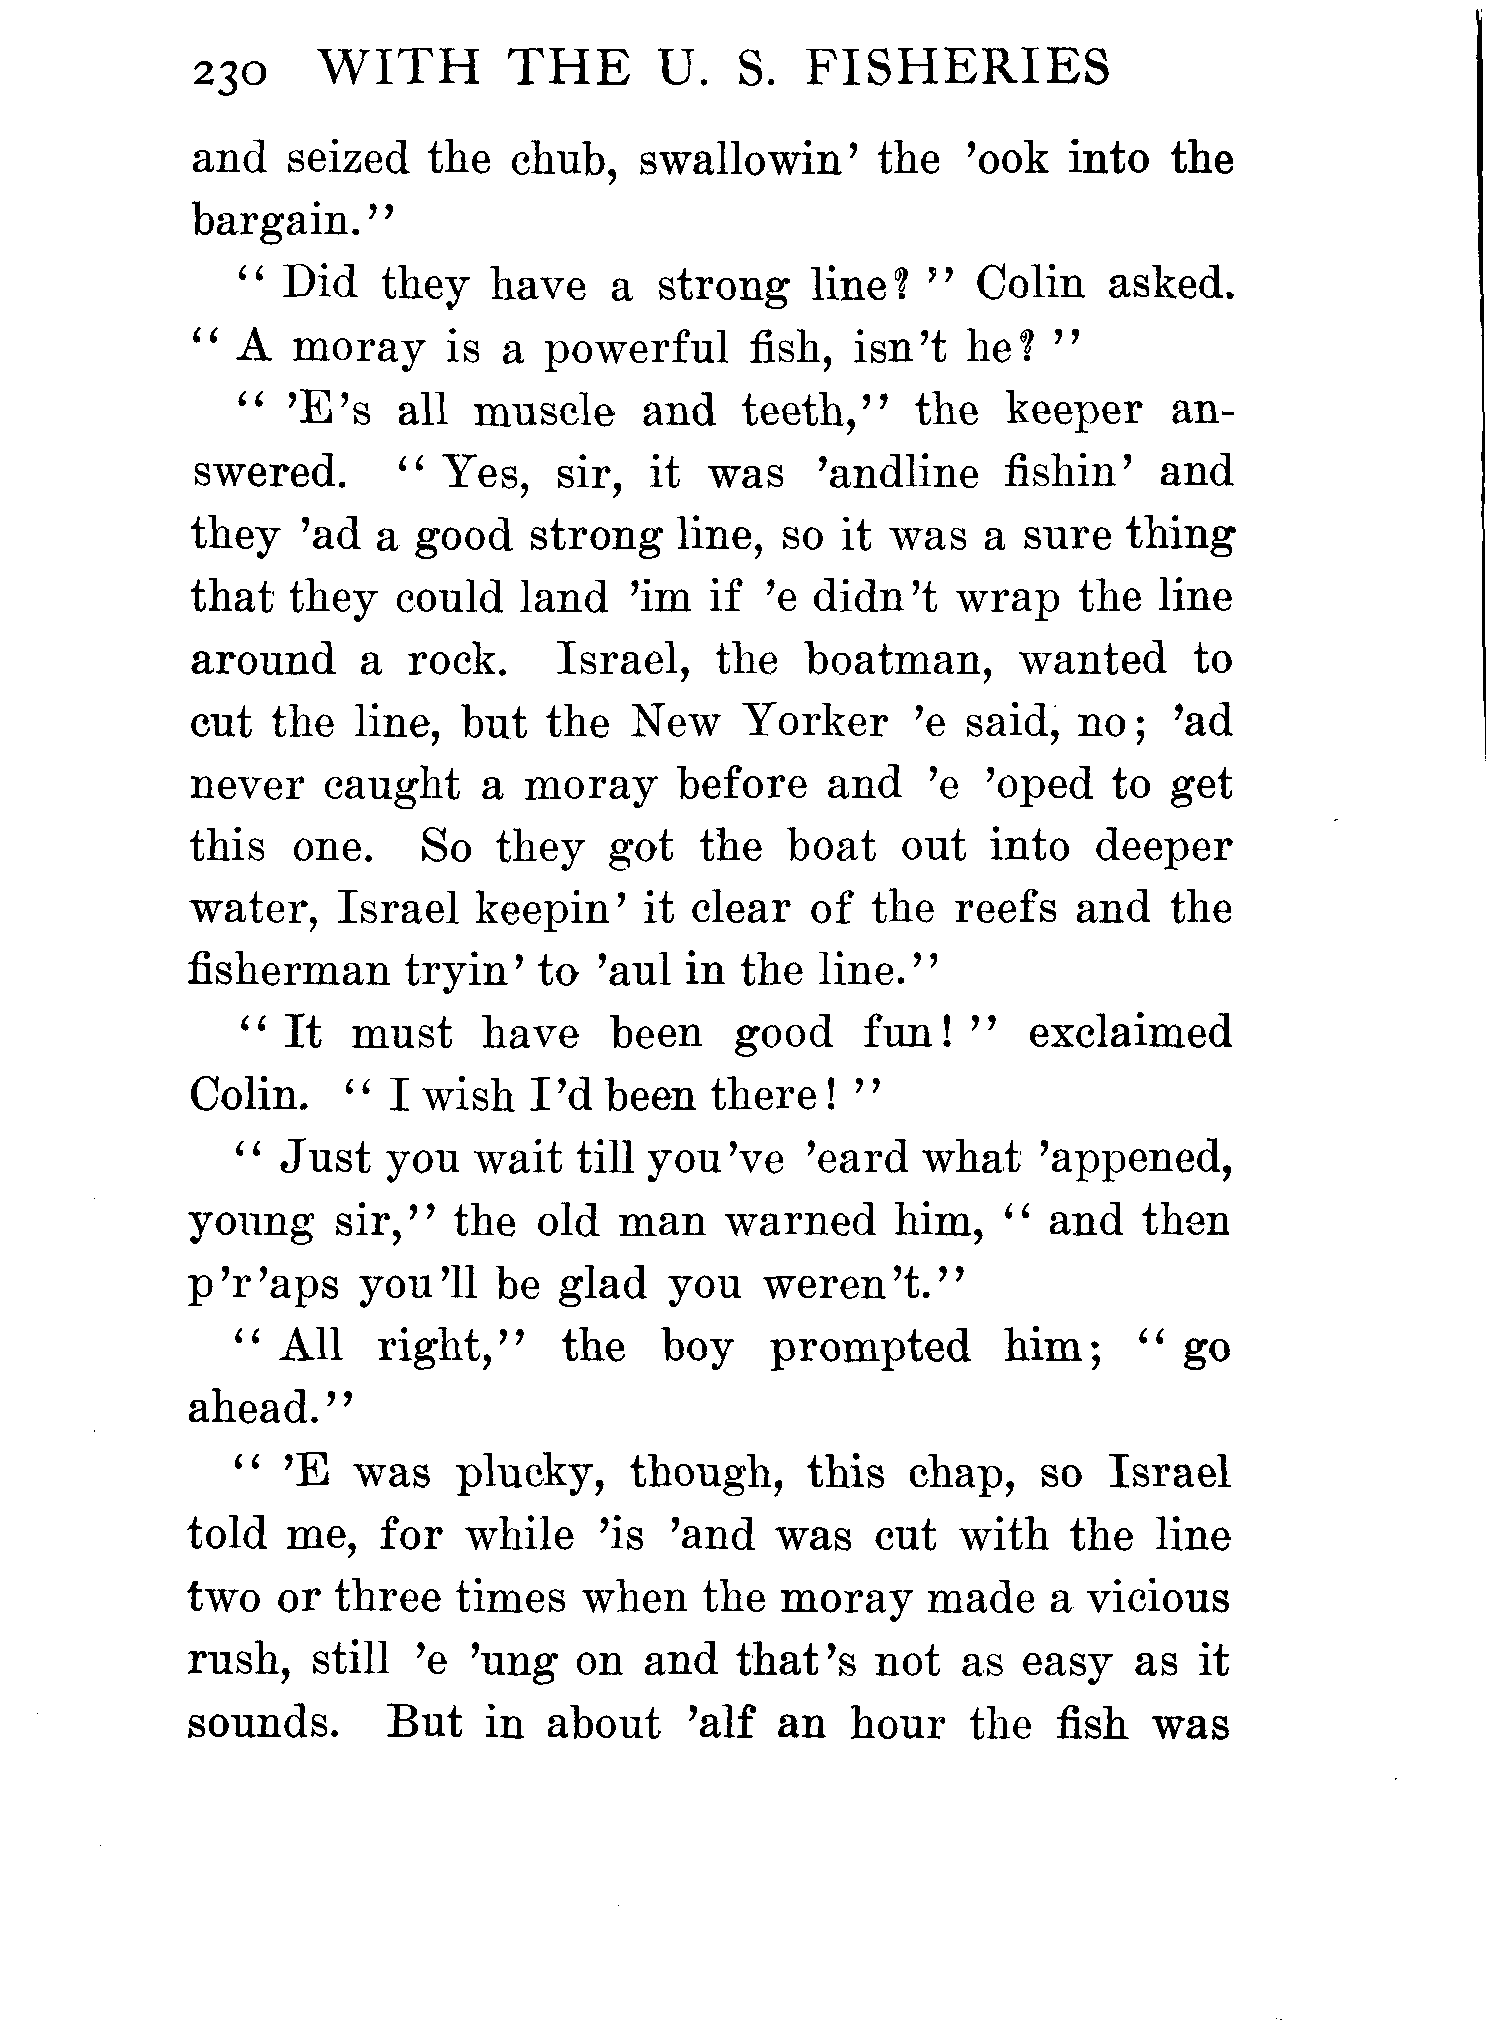 230 WITH THE U. S. FISHERIES
and seized the chub, swallowin' the 'ook into the
bargain."
" Did they have a strong line? " Colin asked.
" A moray is a powerful fish, isn't he? "
" 'E's all muscle and teeth," the keeper an-
swered. " Yes, sir, it was 'andline fishin' and
they 'ad a good strong line, so it was a sure thing
that they could land 'im if 'e didn't wrap the line
around a rock. Israel, the boatman, wanted to
cut the line, but the New Yorker 'e said, no; 'ad
never caught a moray before and 'e 'oped to get
this one. So they got the boat out into deeper
water, Israel keepin' it clear of the reefs and the
fisherman tryin' to 'aul in the line."
" It must have been good fun! " exclaimed
Colin. " I wish I'd been there! "
" Just you wait till you've 'eard what 'appened,
young sir," the old man warned him, " and then
p'r'aps you'll be glad you weren't."
" All right," the boy prompted him; " go
ahead."
" 'E was plucky, though, this chap, so Israel
told me, for while 'is 'and was cut with the line
two or three times when the moray made a vicious
rush, still 'e 'ung on and that's not as easy as it
sounds. But in about 'alf an hour the fish was